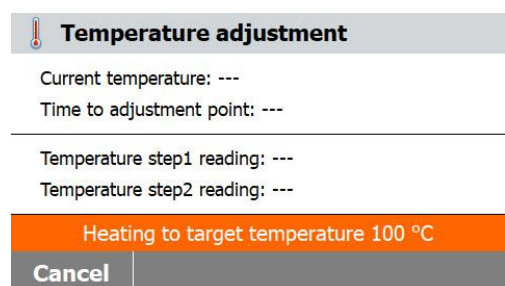 Temperature adjustment
Current temperature: ---
Time to adjustment point: ---
Temperature step1 reading: ---
Temperature step2 reading: ---
Heating to target temperature 100 °C
Cancel